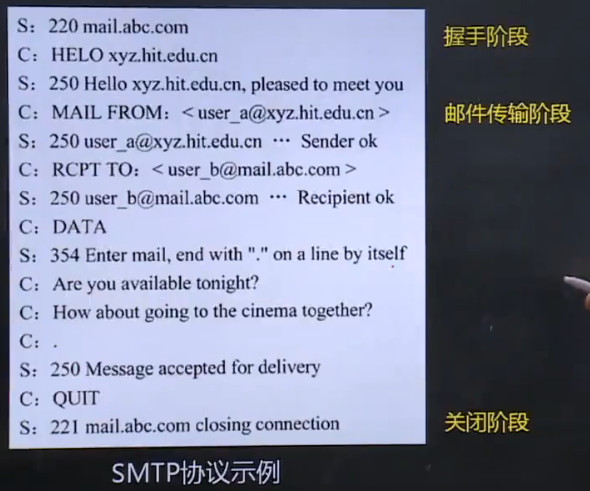 S: 220 mail.abc.com
握手阶段
C: HELO xyz.hit.edu.cn
S: 250 Hello xyz.hit.edu.cn, pleased to meet you
C: MAIL FROM: < user_a@xyz.hit.edu.cn >
邮件传输阶段
S: 250 user_a@xyz.hit.edu.cn ··· Sender ok
C: RCPT TO: < user_b@mail.abc.com >
S: 250 user_b@mail.abc.com ··· Recipient ok
C: DATA
S: 354 Enter mail, end with "." on a line by itself
C: Are you available tonight?
C: How about going to the cinema together?
C: .
S: 250 Message accepted for delivery
C: QUIT
S: 221 mail.abc.com closing connection
关闭阶段
SMTP协议示例